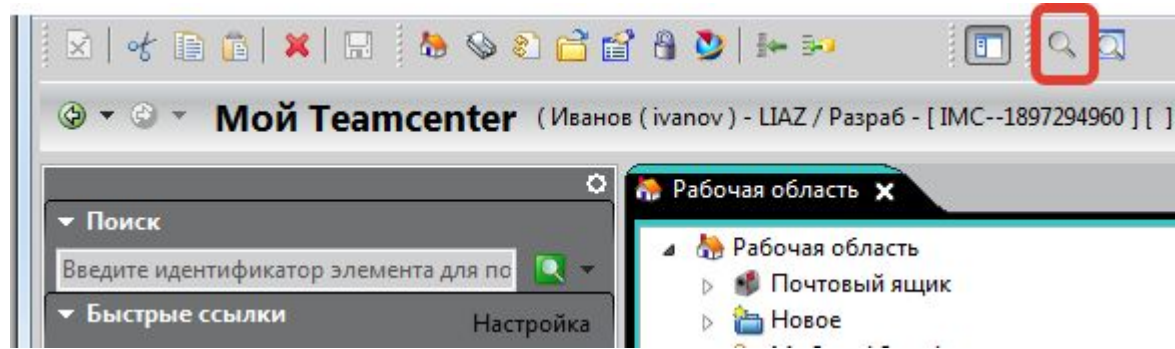 Мой Teamcenter ( Иванов ( ivanov ) - LIAZ / Разраб - [ IMC--1897294960 ] [ ]
Рабочая область
Поиск
Рабочая область
Введите идентификатор элемента для по
Почтовый ящик
Быстрые ссылки
Настройка
Новое